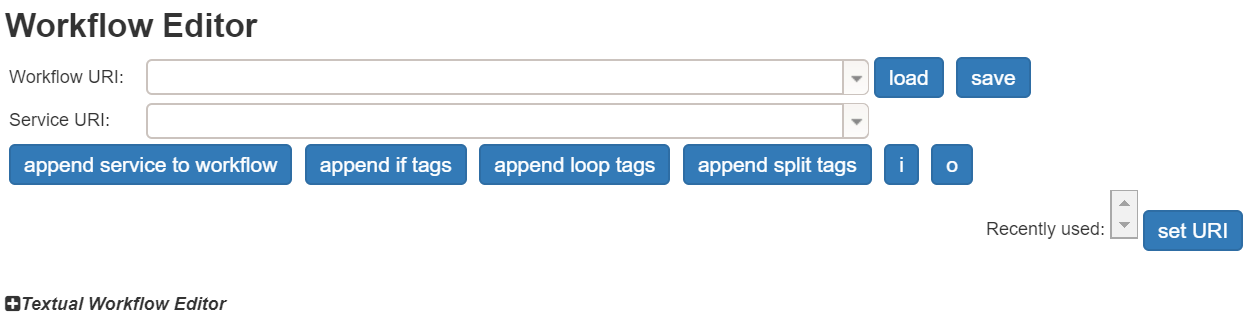 Workflow Editor
Workflow URI: load save
Service URI:
append service to workflow append if tags append loop tags append split tags i o
Recently used: set URI
Textual Workflow Editor